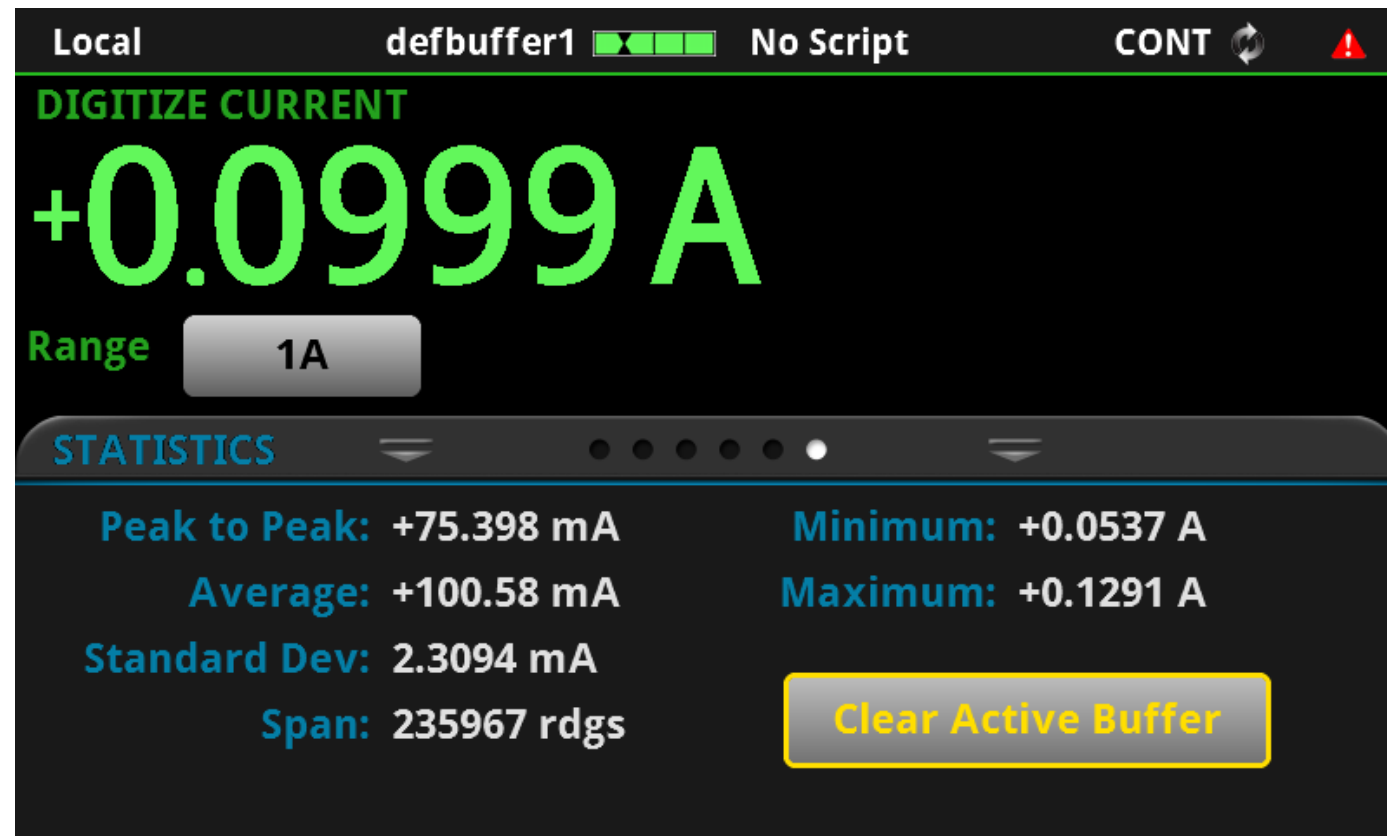 Local defbuffer1 No Script CONT
DIGITIZE CURRENT
+0.0999 A
Range 1A
STATISTICS
Peak to Peak: +75.398 mA Minimum: +0.0537 A
Average: +100.58 mA Maximum: +0.1291 A
Standard Dev: 2.3094 mA
Span: 235967 rdgs Clear Active Buffer